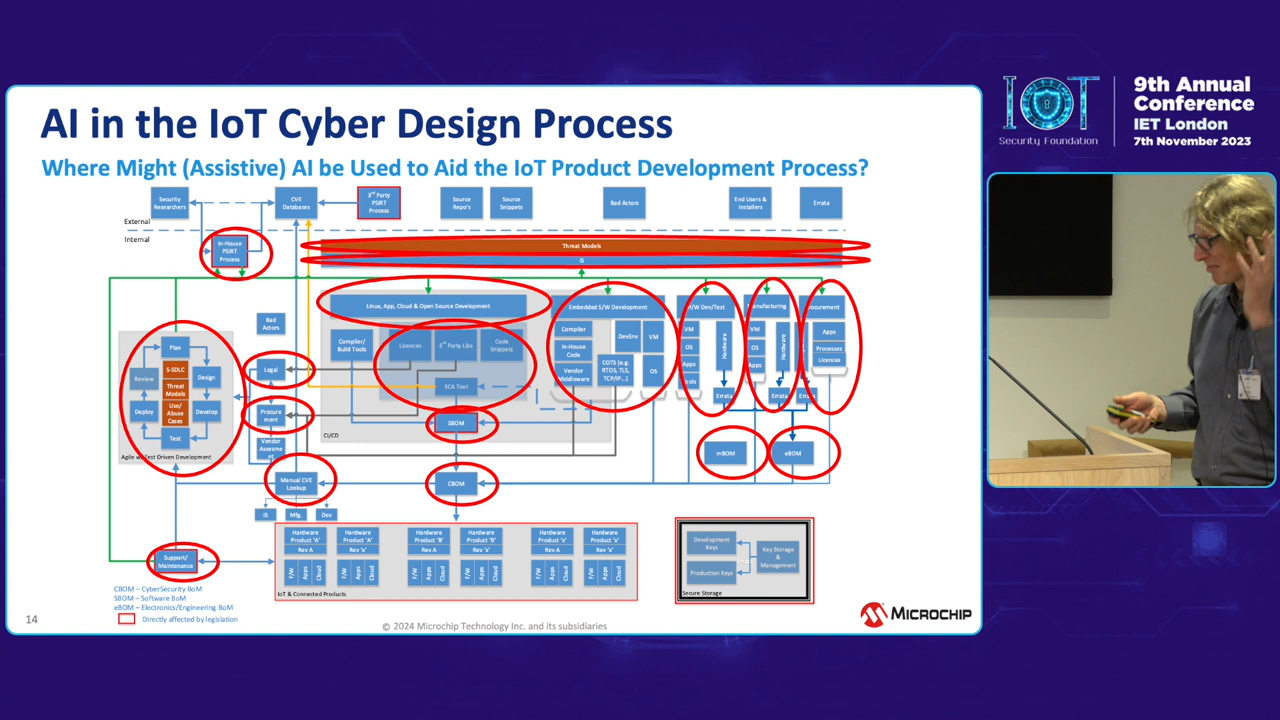 AI in the IoT Cyber Design Process
Where Might (Assistive) AI be Used to Aid the IoT Product Development Process?
Security
Researchers
CVE
Databases
3rd Party
PSIRT
Process
Source
Repo's
Source
Snippets
Bad Actors
End Users &
Installers
Errata
External
Internal
In-House
PSIRT
Process
Threat Models
IS
Linux, App, Cloud & Open Source Development
Compiler/
Build Tools
Licences
3rd Party Libs
Code
Snippets
SCA Tool
SBOM
CI/CD
Embedded S/W Development
Compiler
In-House
Code
Vendor
Middleware
DevEnv
VM
COTS (e.g.
RTOS, TLS,
TCP/IP...)
OS
/W Dev/Test
VM
OS
Apps
Tools
Hardware
Errata
Manufacturing
VM
OS
Apps
Hardware
Errata
Procurement
Apps
Processes
Licences
Bad
Actors
Legal
Procure
ment
Vendor
Assesme
nt
Manual CVE
Lookup
IS
Mfg.
Dev
Plan
Review
Design
S-SDLC
Threat
Models
Use/
Abuse
Cases
Deploy
Develop
Test
Agile w/Test Driven Development
CBOM
mBOM
eBOM
Support/
Maintenance
Hardware
Product 'A'
Rev A
F/W
Apps
Cloud
Hardware
Product 'A'
Rev 'x'
F/W
Apps
Cloud
Hardware
Product 'B'
Rev A
F/W
Apps
Cloud
Hardware
Product 'B'
Rev 'x'
F/W
Apps
Cloud
Hardware
Product 'x'
Rev A
F/W
Apps
Cloud
Hardware
Product 'x'
Rev 'x'
F/W
Apps
Cloud
IoT & Connected Products
Development
Keys
Production Keys
Key Storage
&
Management
Secure Storage
CBOM – CyberSecurity BoM
SBOM – Software BoM
eBOM – Electronics/Engineering BoM
Directly affected by legislation
14
© 2024 Microchip Technology Inc. and its subsidiaries
MICROCHIP
IOT
Security Foundation
9th Annual
Conference
IET London
7th November 2023